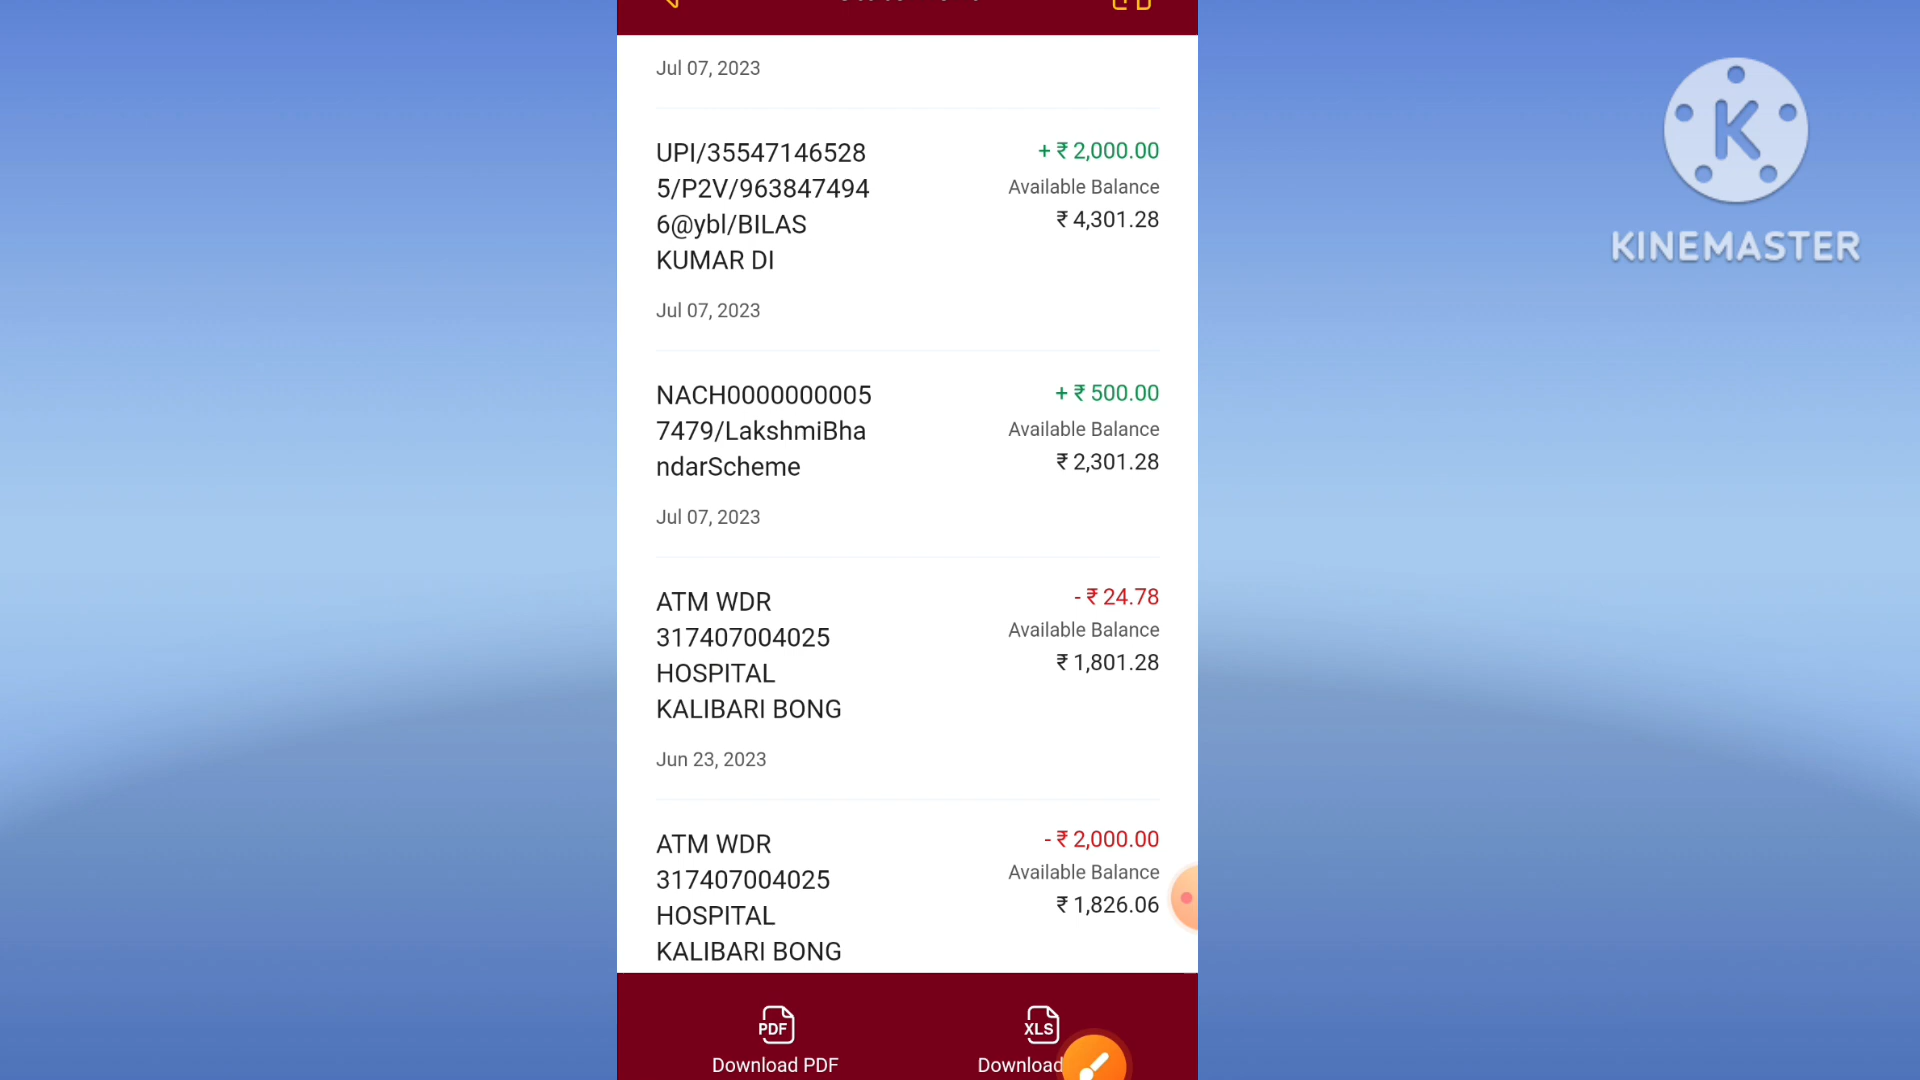 Jul 07, 2023
UPI/35547146528
5/P2V/963847494
6@ybl/BILAS
KUMAR DI
+ ₹ 2,000.00
Available Balance
₹ 4,301.28
Jul 07, 2023
NACH0000000005
7479/LakshmiBha
ndarScheme
+ ₹ 500.00
Available Balance
₹ 2,301.28
Jul 07, 2023
ATM WDR
317407004025
HOSPITAL
KALIBARI BONG
- ₹ 24.78
Available Balance
₹ 1,801.28
Jun 23, 2023
ATM WDR
317407004025
HOSPITAL
KALIBARI BONG
- ₹ 2,000.00
Available Balance
₹ 1,826.06
PDF
Download PDF
XLS
Download
K
KINEMASTER